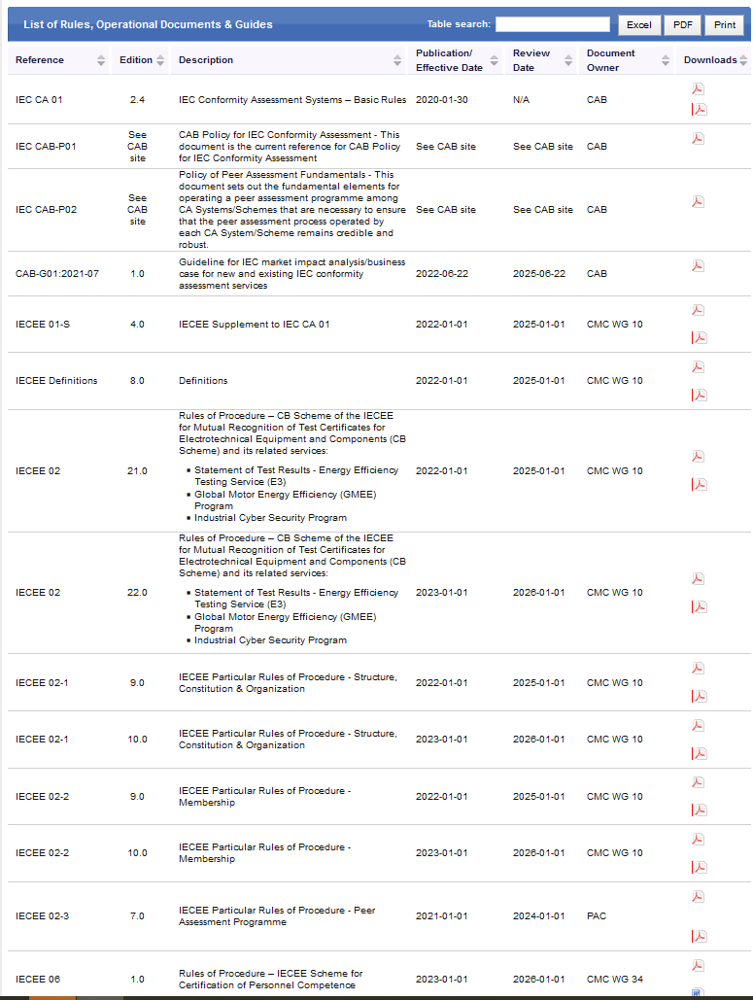 List of Rules, Operational Documents & Guides
Table search:
Excel
PDF
Print
Reference
Edition
Description
Publication/
Effective Date
Review
Date
Document
Owner
Downloads
IEC CA 01
2.4
IEC Conformity Assessment Systems – Basic Rules
2020-01-30
N/A
CAB
IEC CAB-P01
See
CAB
site
CAB Policy for IEC Conformity Assessment - This
document is the current reference for CAB Policy
for IEC Conformity Assessment
See CAB site
See CAB site
CAB
IEC CAB-P02
See
CAB
site
Policy of Peer Assessment Fundamentals - This
document sets out the fundamental elements for
operating a peer assessment programme among
CA Systems/Schemes that are necessary to ensure
that the peer assessment process operated by
each CA System/Scheme remains credible and
robust.
See CAB site
See CAB site
CAB
CAB-G01:2021-07
1.0
Guideline for IEC market impact analysis/business
case for new and existing IEC conformity
assessment services
2022-06-22
2025-06-22
CAB
IECEE 01-S
4.0
IECEE Supplement to IEC CA 01
2022-01-01
2025-01-01
CMC WG 10
IECEE Definitions
8.0
Definitions
2022-01-01
2025-01-01
CMC WG 10
IECEE 02
21.0
Rules of Procedure – CB Scheme of the IECEE
for Mutual Recognition of Test Certificates for
Electrotechnical Equipment and Components (CB
Scheme) and its related services:
▪ Statement of Test Results - Energy Efficiency
Testing Service (E3)
▪ Global Motor Energy Efficiency (GMEE)
Program
▪ Industrial Cyber Security Program
2022-01-01
2025-01-01
CMC WG 10
IECEE 02
22.0
Rules of Procedure – CB Scheme of the IECEE
for Mutual Recognition of Test Certificates for
Electrotechnical Equipment and Components (CB
Scheme) and its related services:
▪ Statement of Test Results - Energy Efficiency
Testing Service (E3)
▪ Global Motor Energy Efficiency (GMEE)
Program
▪ Industrial Cyber Security Program
2023-01-01
2026-01-01
CMC WG 10
IECEE 02-1
9.0
IECEE Particular Rules of Procedure - Structure,
Constitution & Organization
2022-01-01
2025-01-01
CMC WG 10
IECEE 02-1
10.0
IECEE Particular Rules of Procedure - Structure,
Constitution & Organization
2023-01-01
2026-01-01
CMC WG 10
IECEE 02-2
9.0
IECEE Particular Rules of Procedure -
Membership
2022-01-01
2025-01-01
CMC WG 10
IECEE 02-2
10.0
IECEE Particular Rules of Procedure -
Membership
2023-01-01
2026-01-01
CMC WG 10
IECEE 02-3
7.0
IECEE Particular Rules of Procedure - Peer
Assessment Programme
2021-01-01
2024-01-01
PAC
IECEE 06
1.0
Rules of Procedure – IECEE Scheme for
Certification of Personnel Competence
2023-01-01
2026-01-01
CMC WG 34